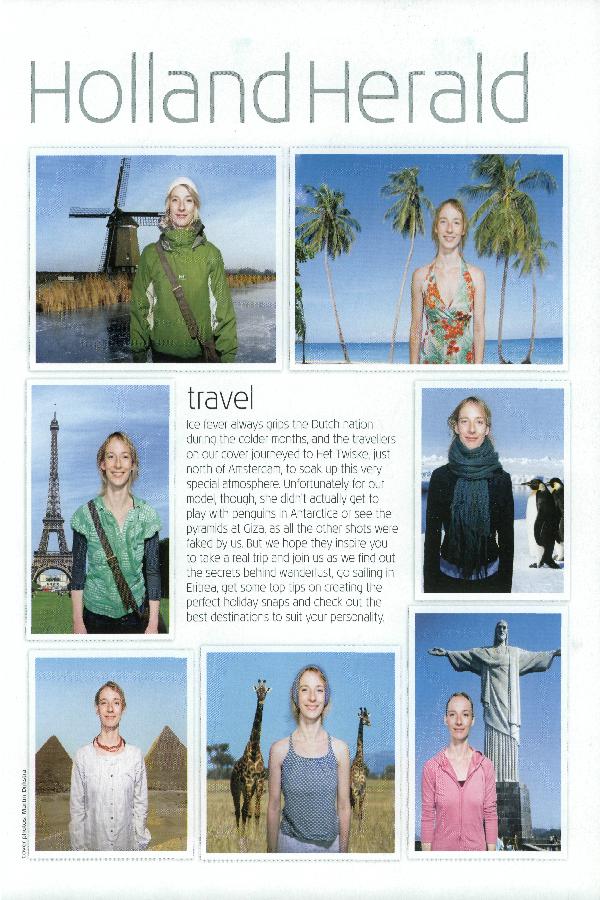 Holland Herald
travel
Ice fever always grips the Dutch nation
during the colder months, and the travellers
on our cover journeyed to Het Twiske, just
north of Amsterdam, to soak up this very
special atmosphere. Unfortunately for our
model, though, she didn't actually get to
play with penguins in Antarctica or see the
pyramids at Giza, as all the other shots were
faked by us. But we hope they inspire you
to take a real trip and join us as we find out
the secrets behind wanderlust, go sailing in
Eritrea, get some top tips on creating the
perfect holiday snaps and check out the
best destinations to suit your personality.
cover photos Martin Dijkstra